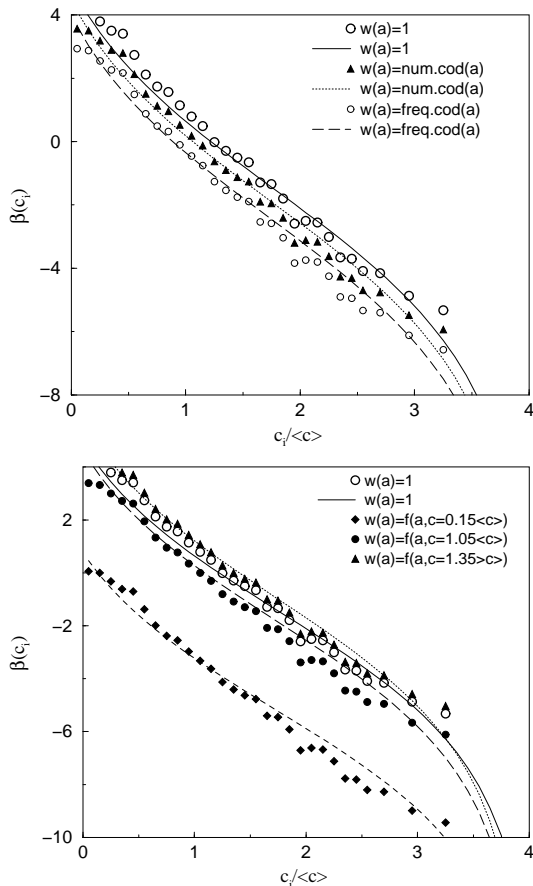 4
0
−4
−8
β(c_i)
w(a)=1
w(a)=1
w(a)=num.cod(a)
w(a)=num.cod(a)
w(a)=freq.cod(a)
w(a)=freq.cod(a)
0 1 2 3 4
c_i/<c>
2
−2
−6
−10
β(c_i)
w(a)=1
w(a)=1
w(a)=f(a,c=0.15<c>)
w(a)=f(a,c=1.05<c>)
w(a)=f(a,c=1.35>c>)
0 1 2 3 4
c_i/<c>